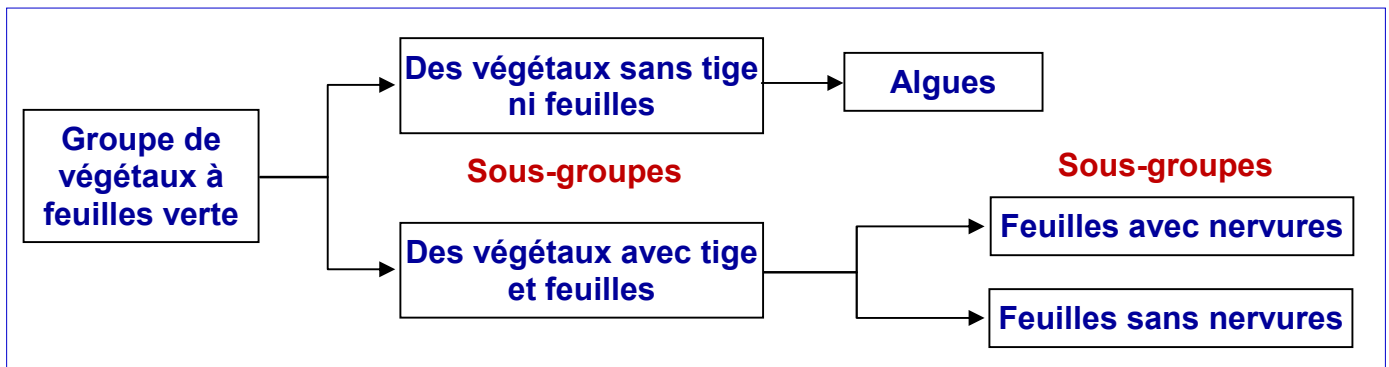 Des végétaux sans tige
ni feuilles
Algues
Groupe de
végétaux à
feuilles verte
Sous-groupes
Sous-groupes
Des végétaux avec tige
et feuilles
Feuilles avec nervures
Feuilles sans nervures